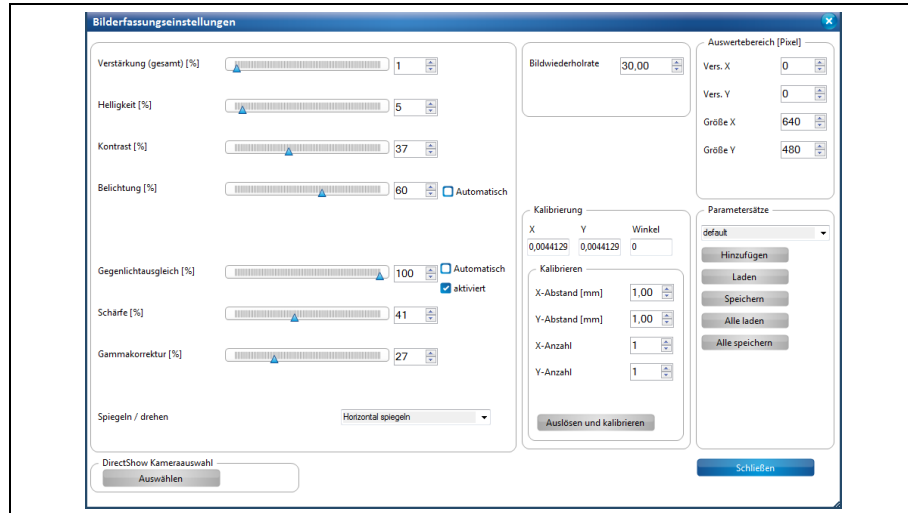 Bilderfassungseinstellungen
Verstärkung (gesamt) [%] 1
Helligkeit [%] 5
Kontrast [%] 37
Belichtung [%] 60 Automatisch
Gegenlichtausgleich [%] 100 Automatisch
aktiviert
Schärfe [%] 41
Gammakorrektur [%] 27
Spiegeln / drehen Horizontal spiegeln
DirectShow Kameraauswahl
Auswählen
Bildwiederholrate 30,00
Kalibrierung
X Y Winkel
0,0044129 0,0044129 0
Kalibrieren
X-Abstand [mm] 1,00
Y-Abstand [mm] 1,00
X-Anzahl 1
Y-Anzahl 1
Auslösen und kalibrieren
Auswertebereich [Pixel]
Vers. X 0
Vers. Y 0
Größe X 640
Größe Y 480
Parametersätze
default
Hinzufügen
Laden
Speichern
Alle laden
Alle speichern
Schließen